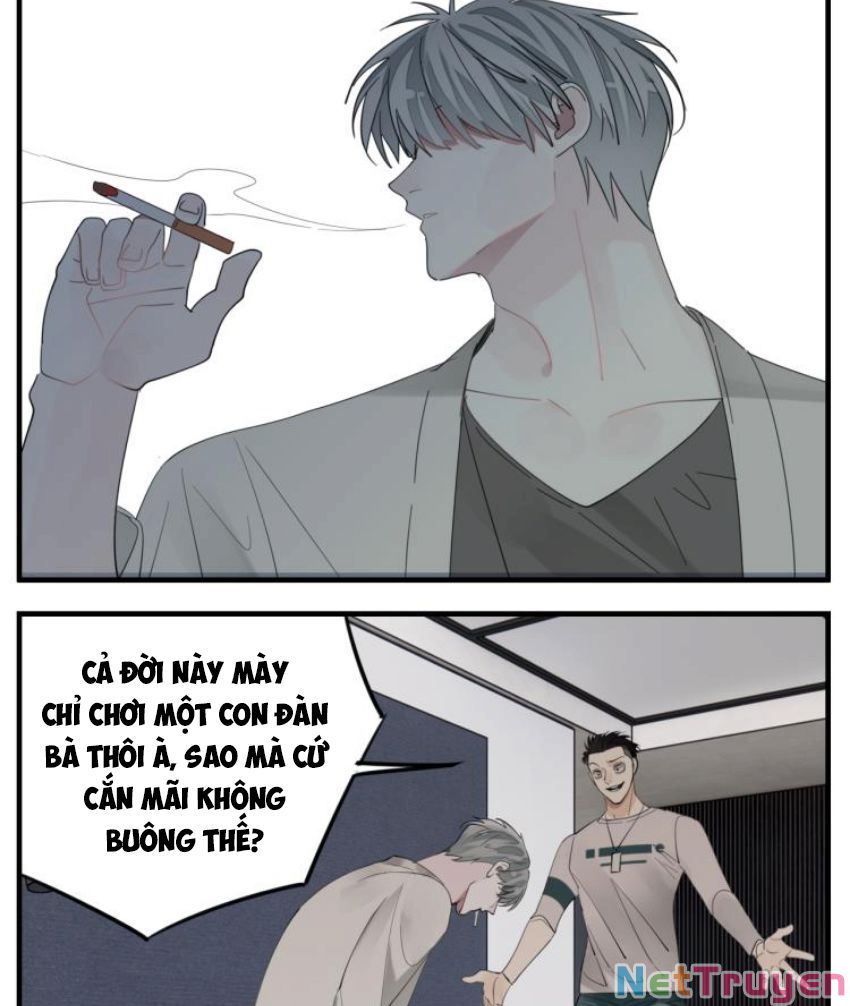 CẢ ĐỜI NÀY MÀY
CHỈ CHƠI MỘT CON ĐÀN
BÀ THÔI À, SAO MÀ CỨ
CẮN MÃI KHÔNG
BUÔNG THẾ?
NetTruyen